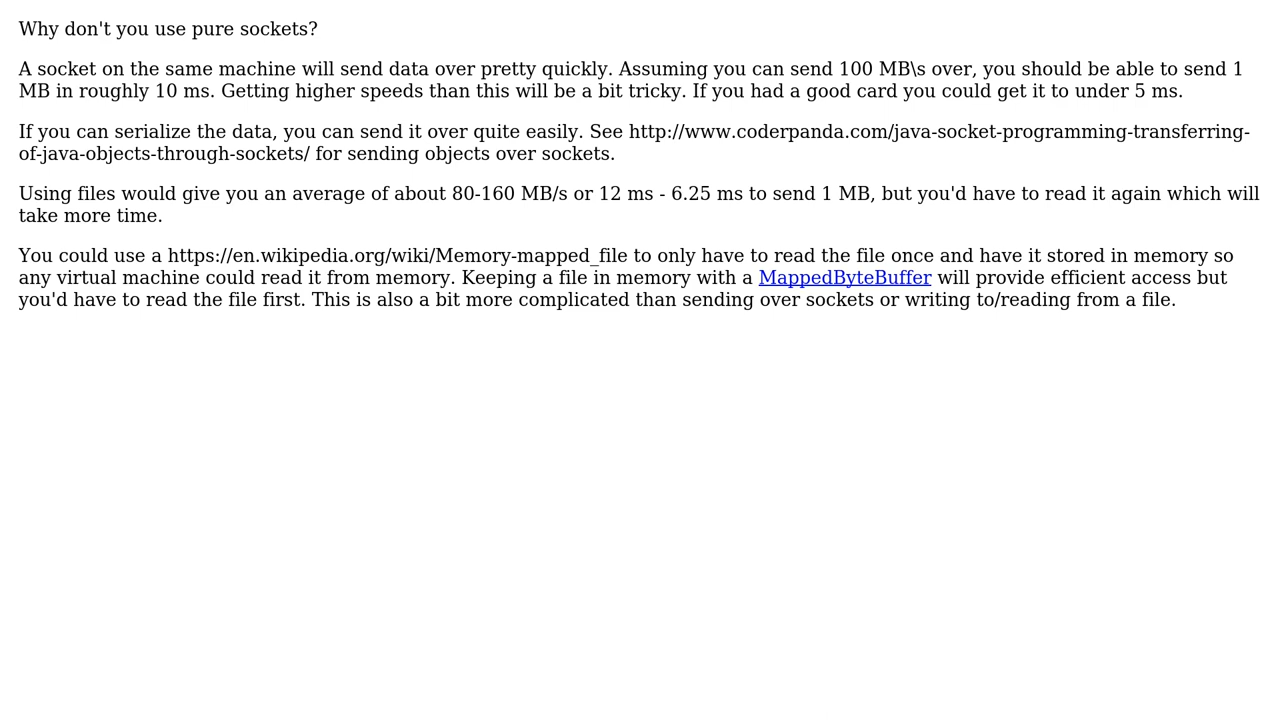 Why don't you use pure sockets?
A socket on the same machine will send data over pretty quickly. Assuming you can send 100 MB\s over, you should be able to send 1
MB in roughly 10 ms. Getting higher speeds than this will be a bit tricky. If you had a good card you could get it to under 5 ms.
If you can serialize the data, you can send it over quite easily. See http://www.coderpanda.com/java-socket-programming-transferring-
of-java-objects-through-sockets/ for sending objects over sockets.
Using files would give you an average of about 80-160 MB/s or 12 ms - 6.25 ms to send 1 MB, but you'd have to read it again which will
take more time.
You could use a https://en.wikipedia.org/wiki/Memory-mapped_file to only have to read the file once and have it stored in memory so
any virtual machine could read it from memory. Keeping a file in memory with a MappedByteBuffer will provide efficient access but
you'd have to read the file first. This is also a bit more complicated than sending over sockets or writing to/reading from a file.